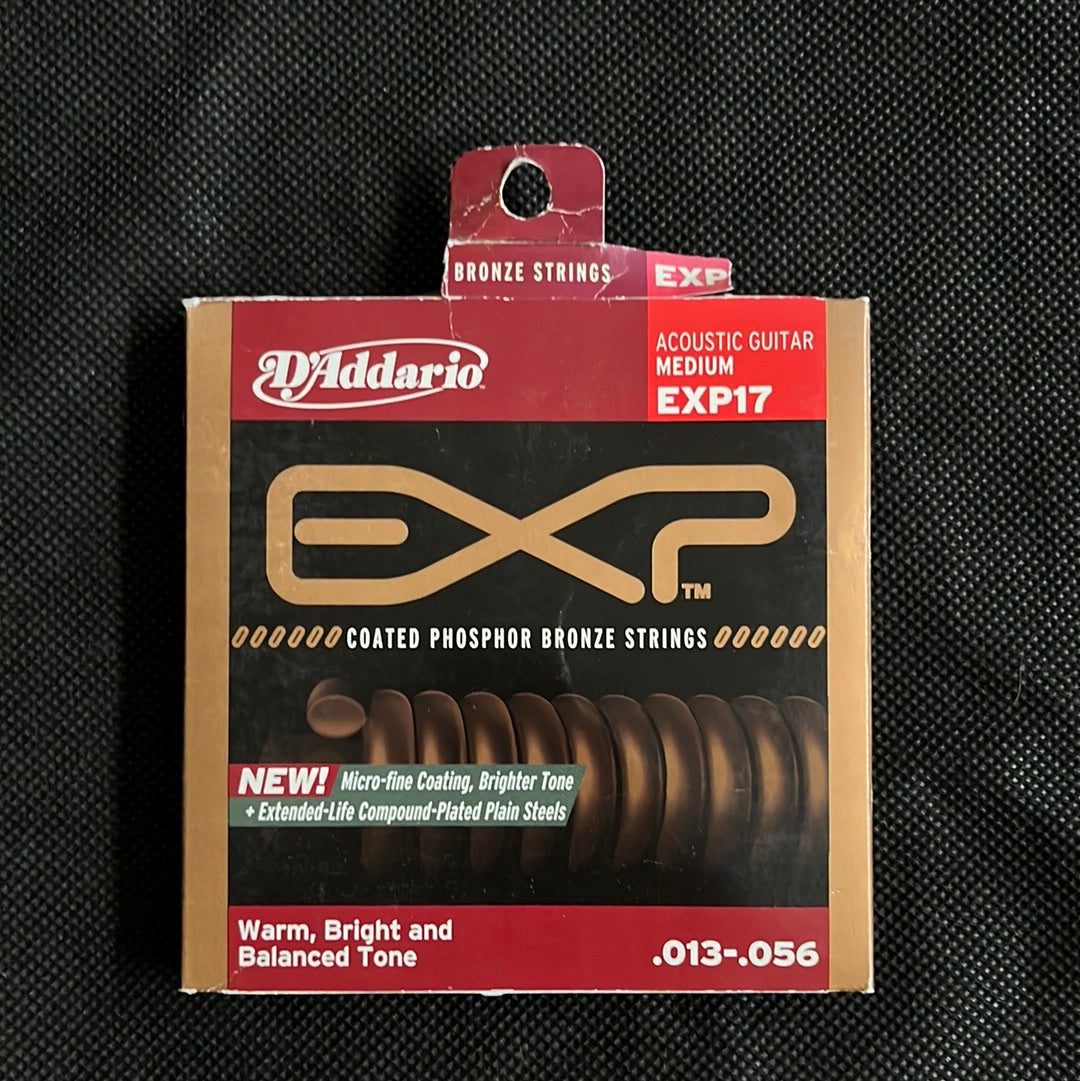 BRONZE STRINGS EXP
D'Addario
ACOUSTIC GUITAR
MEDIUM
EXP17
EXP™
COATED PHOSPHOR BRONZE STRINGS
NEW! Micro-fine Coating, Brighter Tone
+ Extended-Life Compound-Plated Plain Steels
Warm, Bright and
Balanced Tone
.013-.056